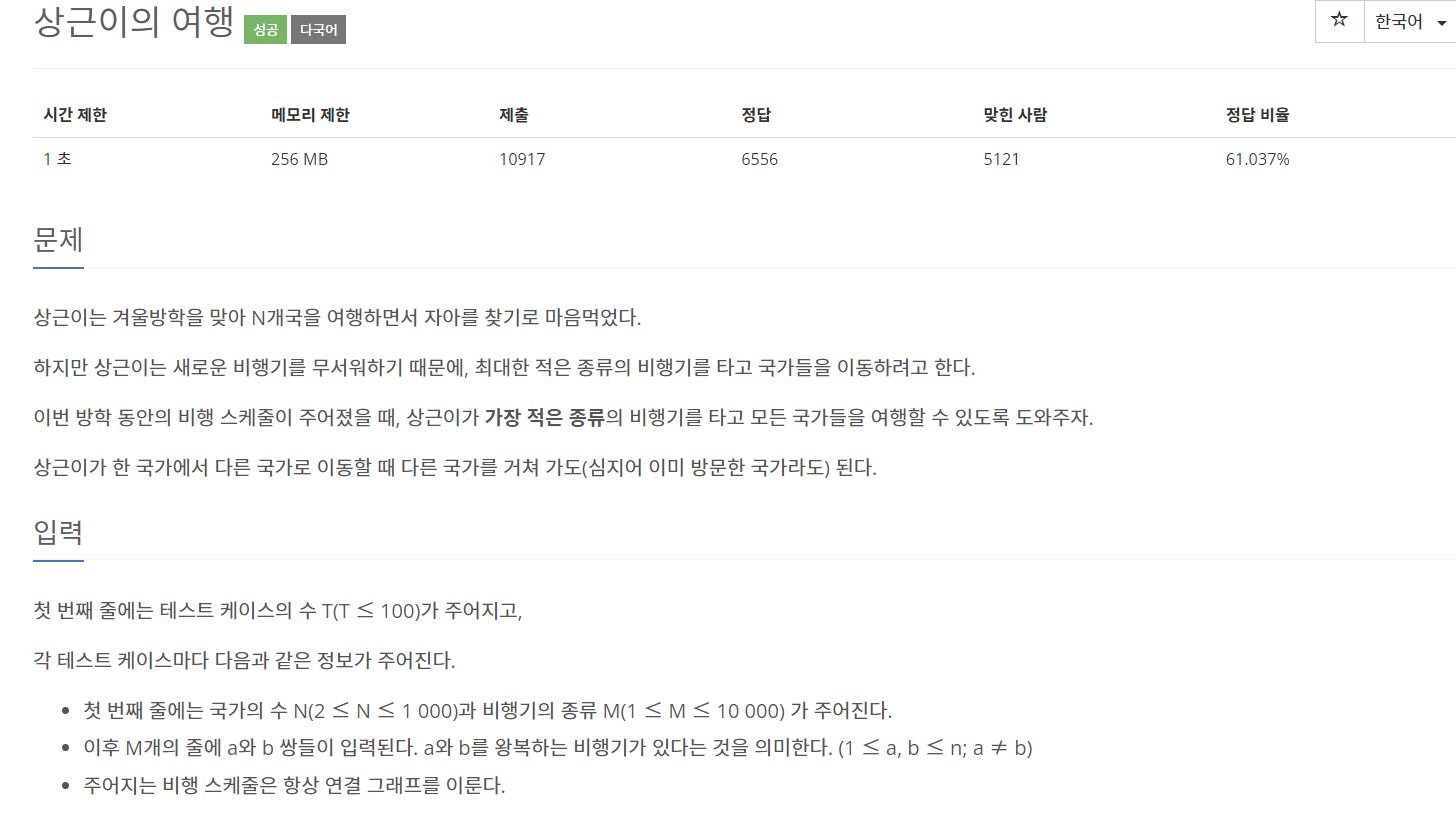 상근이의 여행 성공 다국어
☆ 한국어
시간 제한 메모리 제한 제출 정답 맞힌 사람 정답 비율
1 초 256 MB 10917 6556 5121 61.037%
문제
상근이는 겨울방학을 맞아 N개국을 여행하면서 자아를 찾기로 마음먹었다.
하지만 상근이는 새로운 비행기를 무서워하기 때문에, 최대한 적은 종류의 비행기를 타고 국가들을 이동하려고 한다.
이번 방학 동안의 비행 스케줄이 주어졌을 때, 상근이가 가장 적은 종류의 비행기를 타고 모든 국가들을 여행할 수 있도록 도와주자.
상근이가 한 국가에서 다른 국가로 이동할 때 다른 국가를 거쳐 가도(심지어 이미 방문한 국가라도) 된다.
입력
첫 번째 줄에는 테스트 케이스의 수 T(T ≤ 100)가 주어지고,
각 테스트 케이스마다 다음과 같은 정보가 주어진다.
• 첫 번째 줄에는 국가의 수 N(2 ≤ N ≤ 1 000)과 비행기의 종류 M(1 ≤ M ≤ 10 000) 가 주어진다.
• 이후 M개의 줄에 a와 b 쌍들이 입력된다. a와 b를 왕복하는 비행기가 있다는 것을 의미한다. (1 ≤ a, b ≤ n; a ≠ b)
• 주어지는 비행 스케줄은 항상 연결 그래프를 이룬다.